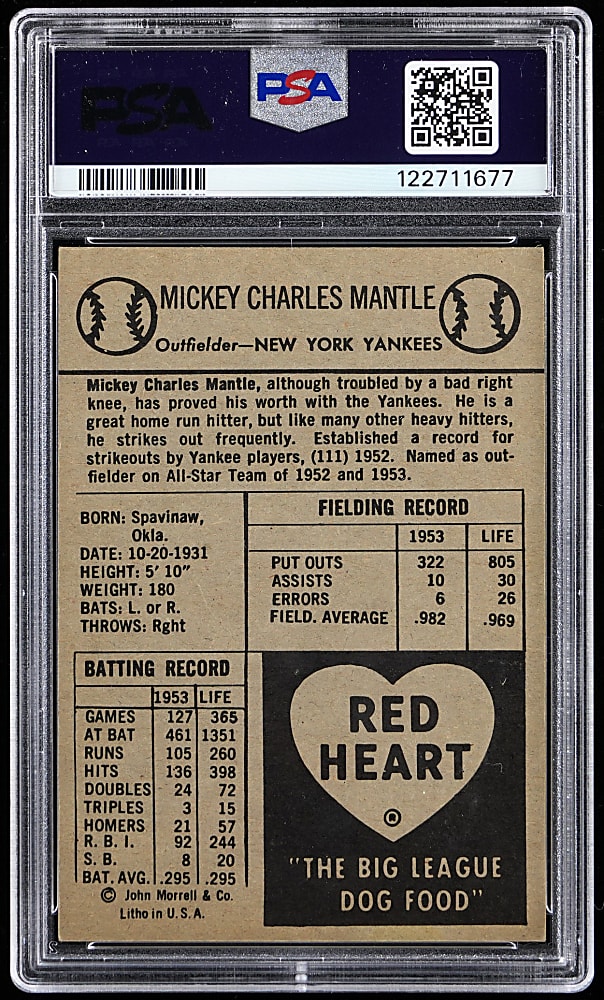 PSA
PSA
122711677
MICKEY CHARLES MANTLE
Outfielder—NEW YORK YANKEES
Mickey Charles Mantle, although troubled by a bad right
knee, has proved his worth with the Yankees. He is a
great home run hitter, but like many other heavy hitters,
he strikes out frequently. Established a record for
strikeouts by Yankee players, (111) 1952. Named as out-
fielder on All-Star Team of 1952 and 1953.
BORN: Spavinaw,
Okla.
DATE: 10-20-1931
HEIGHT: 5' 10"
WEIGHT: 180
BATS: L. or R.
THROWS: Rght
FIELDING RECORD
1953 LIFE
PUT OUTS 322 805
ASSISTS 10 30
ERRORS 6 26
FIELD. AVERAGE .982 .969
BATTING RECORD
1953 LIFE
GAMES 127 365
AT BAT 461 1351
RUNS 105 260
HITS 136 398
DOUBLES 24 72
TRIPLES 3 15
HOMERS 21 57
R. B. I. 92 244
S. B. 8 20
BAT. AVG. .295 .295
© John Morrell & Co.
Litho in U. S. A.
RED
HEART
®
"THE BIG LEAGUE
DOG FOOD"